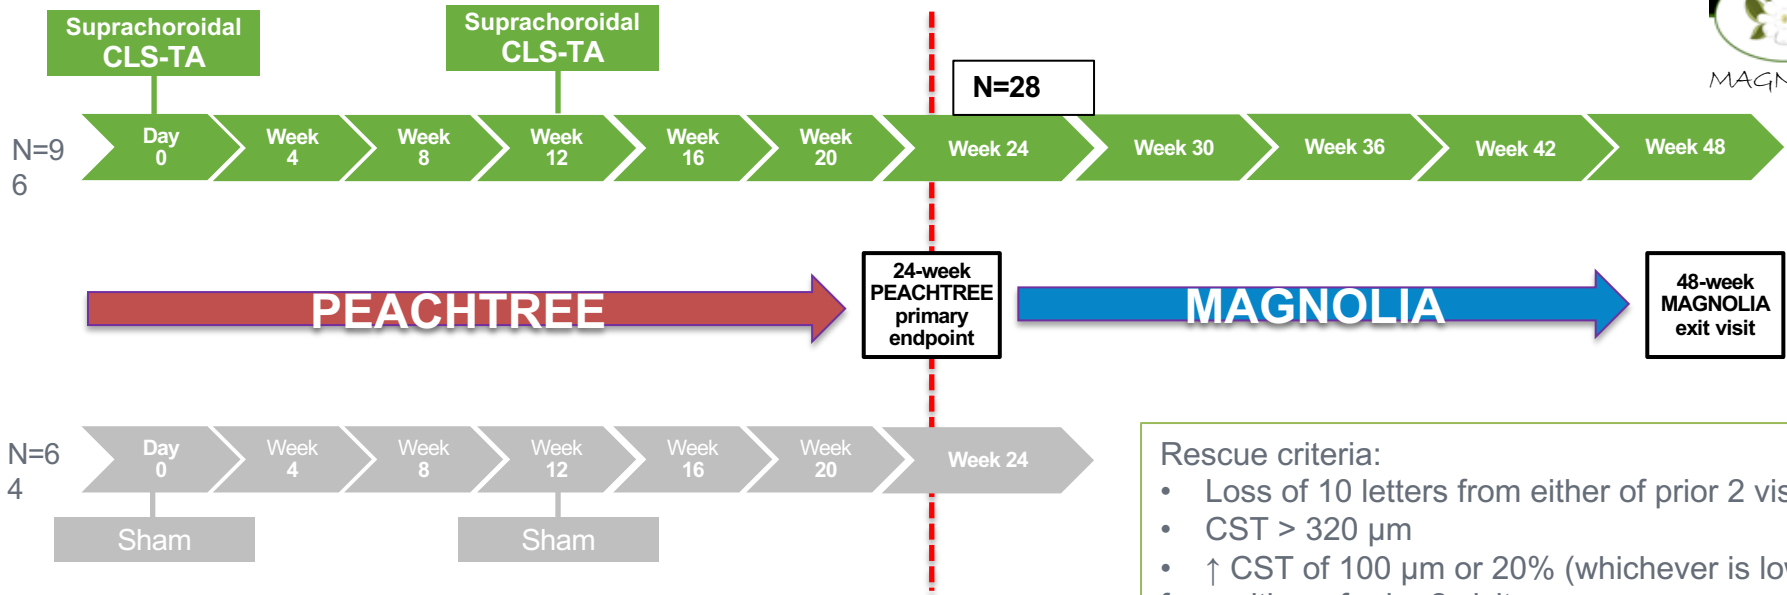 Suprachoroidal
CLS-TA
Suprachoroidal
CLS-TA
N=28
N=9
6
Day
0
Week
4
Week
8
Week
12
Week
16
Week
20
Week 24
Week 30
Week 36
Week 42
Week 48
PEACHTREE
24-week
PEACHTREE
primary
endpoint
MAGNOLIA
48-week
MAGNOLIA
exit visit
N=6
4
Day
0
Week
4
Week
8
Week
12
Week
16
Week
20
Week 24
Sham
Sham
Rescue criteria:
• Loss of 10 letters from either of prior 2
• CST > 320 µm
• ↑ CST of 100 µm or 20% (whichever is